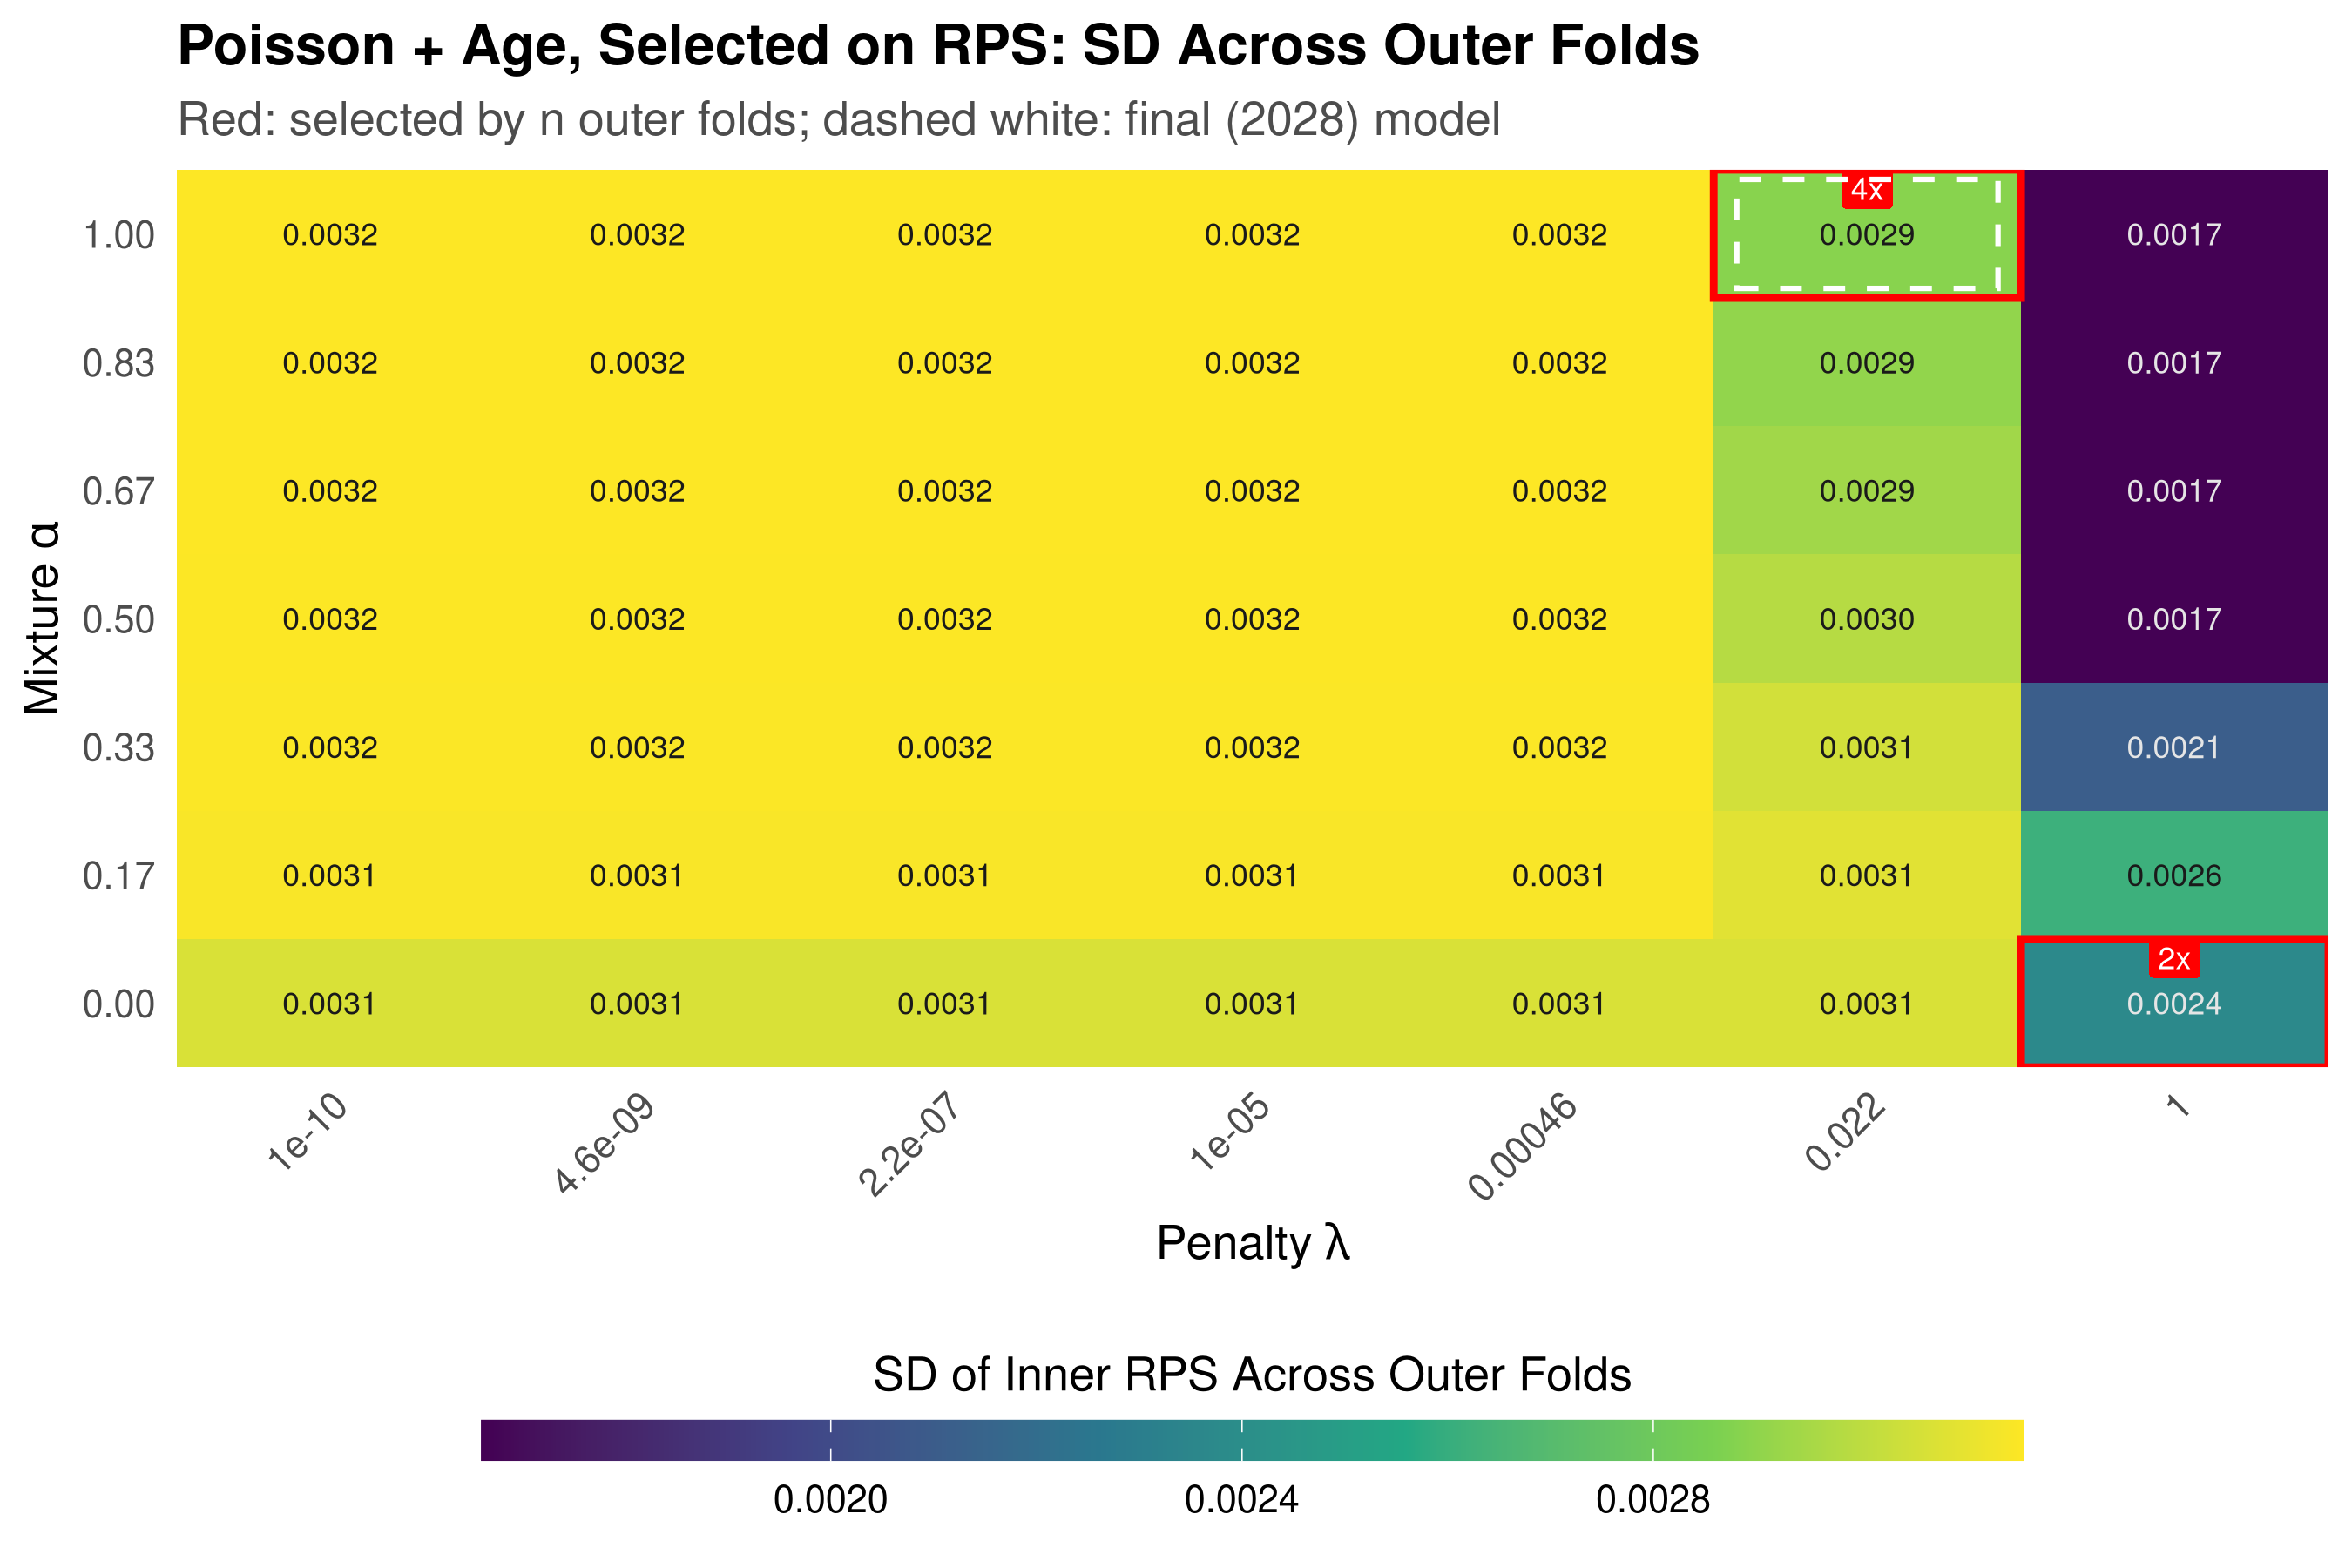 Poisson + Age, Selected on RPS: SD Across Outer Folds
Red: selected by n outer folds; dashed white: final (2028) model
Mixture α
1.00 0.0032 0.0032 0.0032 0.0032 0.0032 4x 0.0029 0.0017
0.83 0.0032 0.0032 0.0032 0.0032 0.0032 0.0029 0.0017
0.67 0.0032 0.0032 0.0032 0.0032 0.0032 0.0029 0.0017
0.50 0.0032 0.0032 0.0032 0.0032 0.0032 0.0030 0.0017
0.33 0.0032 0.0032 0.0032 0.0032 0.0032 0.0031 0.0021
0.17 0.0031 0.0031 0.0031 0.0031 0.0031 0.0031 0.0026
0.00 0.0031 0.0031 0.0031 0.0031 0.0031 0.0031 2x 0.0024
1e-10 4.6e-09 2.2e-07 1e-05 0.00046 0.022 1
Penalty λ
SD of Inner RPS Across Outer Folds
0.0020 0.0024 0.0028